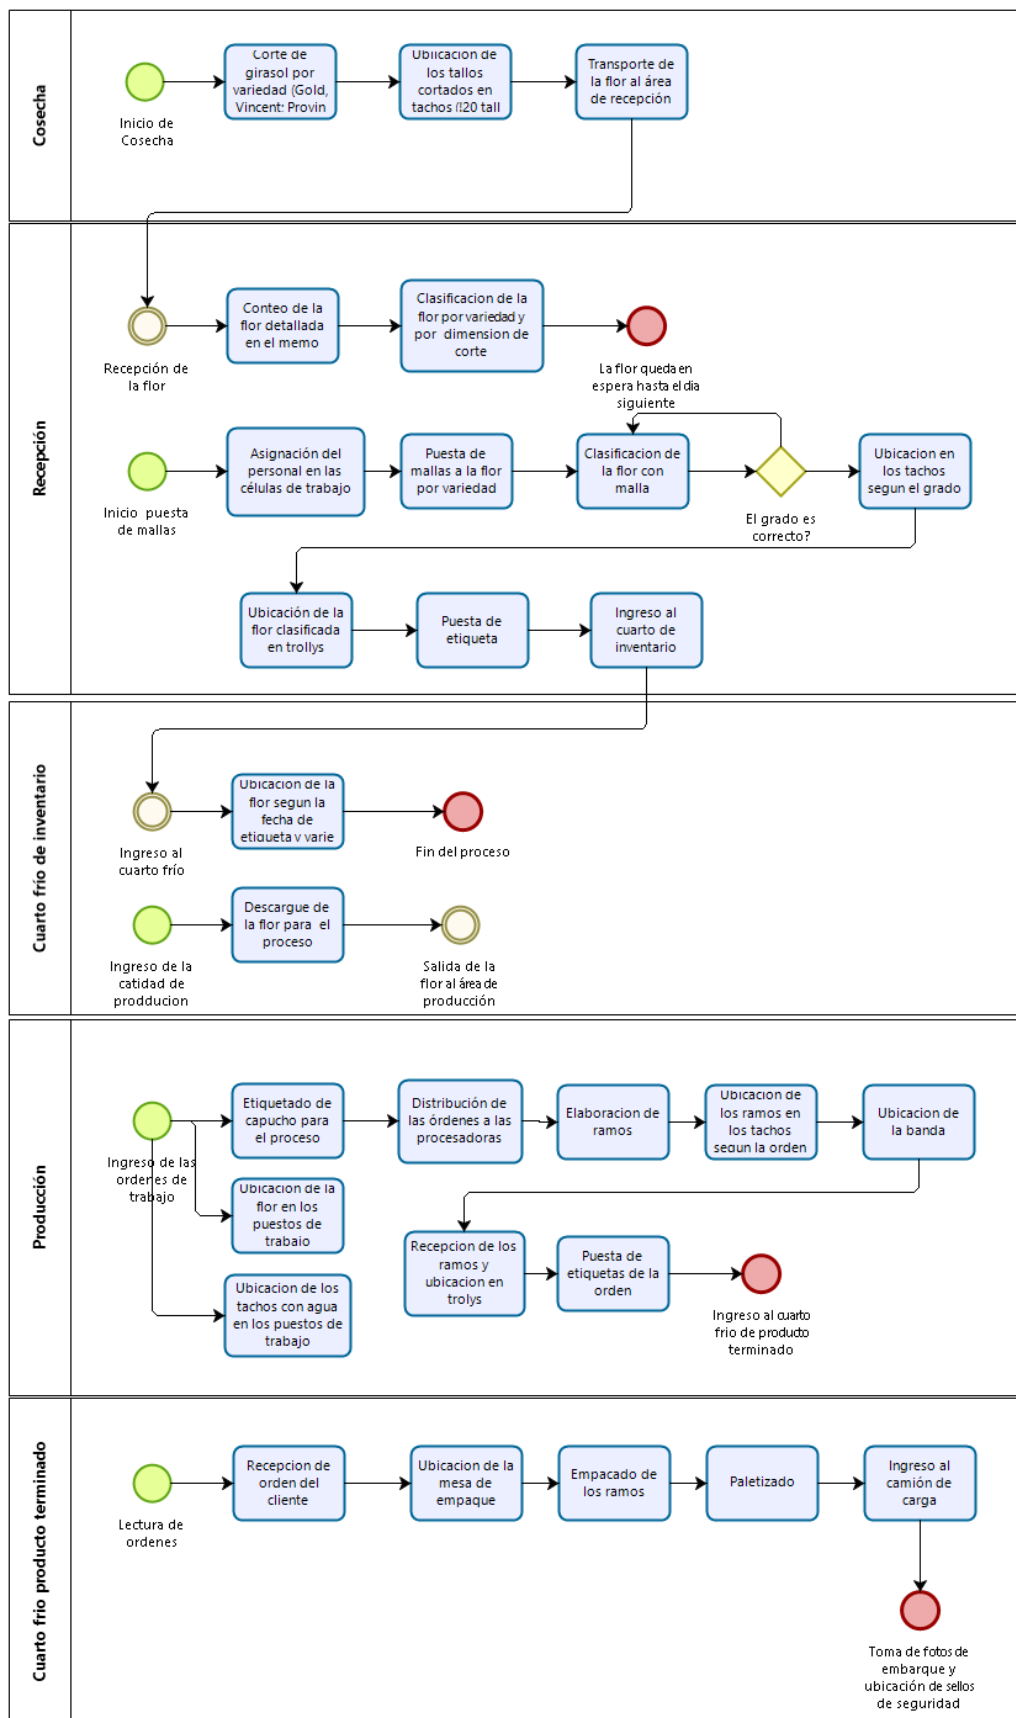 Cosecha
Inicio de
Cosecha
Corte de
girasol por
variedad (Gold,
Vincent: Provin
Ubicacion de
los tallos
cortados en
tachos (!20 tall
Transporte de
la flor al área
de recepción
Recepción
Recepción de
la flor
Conteo de la
flor detallada
en el memo
Clasificacion de la
flor por variedad y
por dimension de
corte
La flor queda en
espera hasta el dia
siguiente
Inicio puesta
de mallas
Asignación del
personal en las
células de trabajo
Puesta de
mallas a la flor
por variedad
Clasificacion de
la flor con
malla
El grado es
correcto?
Ubicacion en
los tachos
segun el grado
Ubicación de la
flor clasificada
en trollys
Puesta de
etiqueta
Ingreso al
cuarto de
inventario
Cuarto frío de inventario
Ingreso al
cuarto frío
Ubicacion de la
flor segun la
fecha de
etiqueta y varie
Fin del proceso
Ingreso de la
catidad de
prodducion
Descargue de
la flor para el
proceso
Salida de la
flor al área de
producción
Producción
Ingreso de las
ordenes de
trabajo
Etiquetado de
capucho para
el proceso
Distribución de
las órdenes a las
procesadoras
Elaboracion de
ramos
Ubicacion de
los ramos en
los tachos
segun la orden
Ubicacion de
la banda
Ubicacion de la
flor en los
puestos de
trabajo
Ubicacion de los
tachos con agua
en los puestos de
trabajo
Recepcion de los
ramos y
ubicacion en
trolys
Puesta de
etiquetas de la
orden
Ingreso al cuarto
frio de producto
terminado
Cuarto frio producto terminado
Lectura de
ordenes
Recepcion de
orden del
cliente
Ubicacion de la
mesa de
empaque
Empacado de
los ramos
Paletizado
Ingreso al
camión de
carga
Toma de fotos de
embarque y
ubicación de sellos
de seguridad